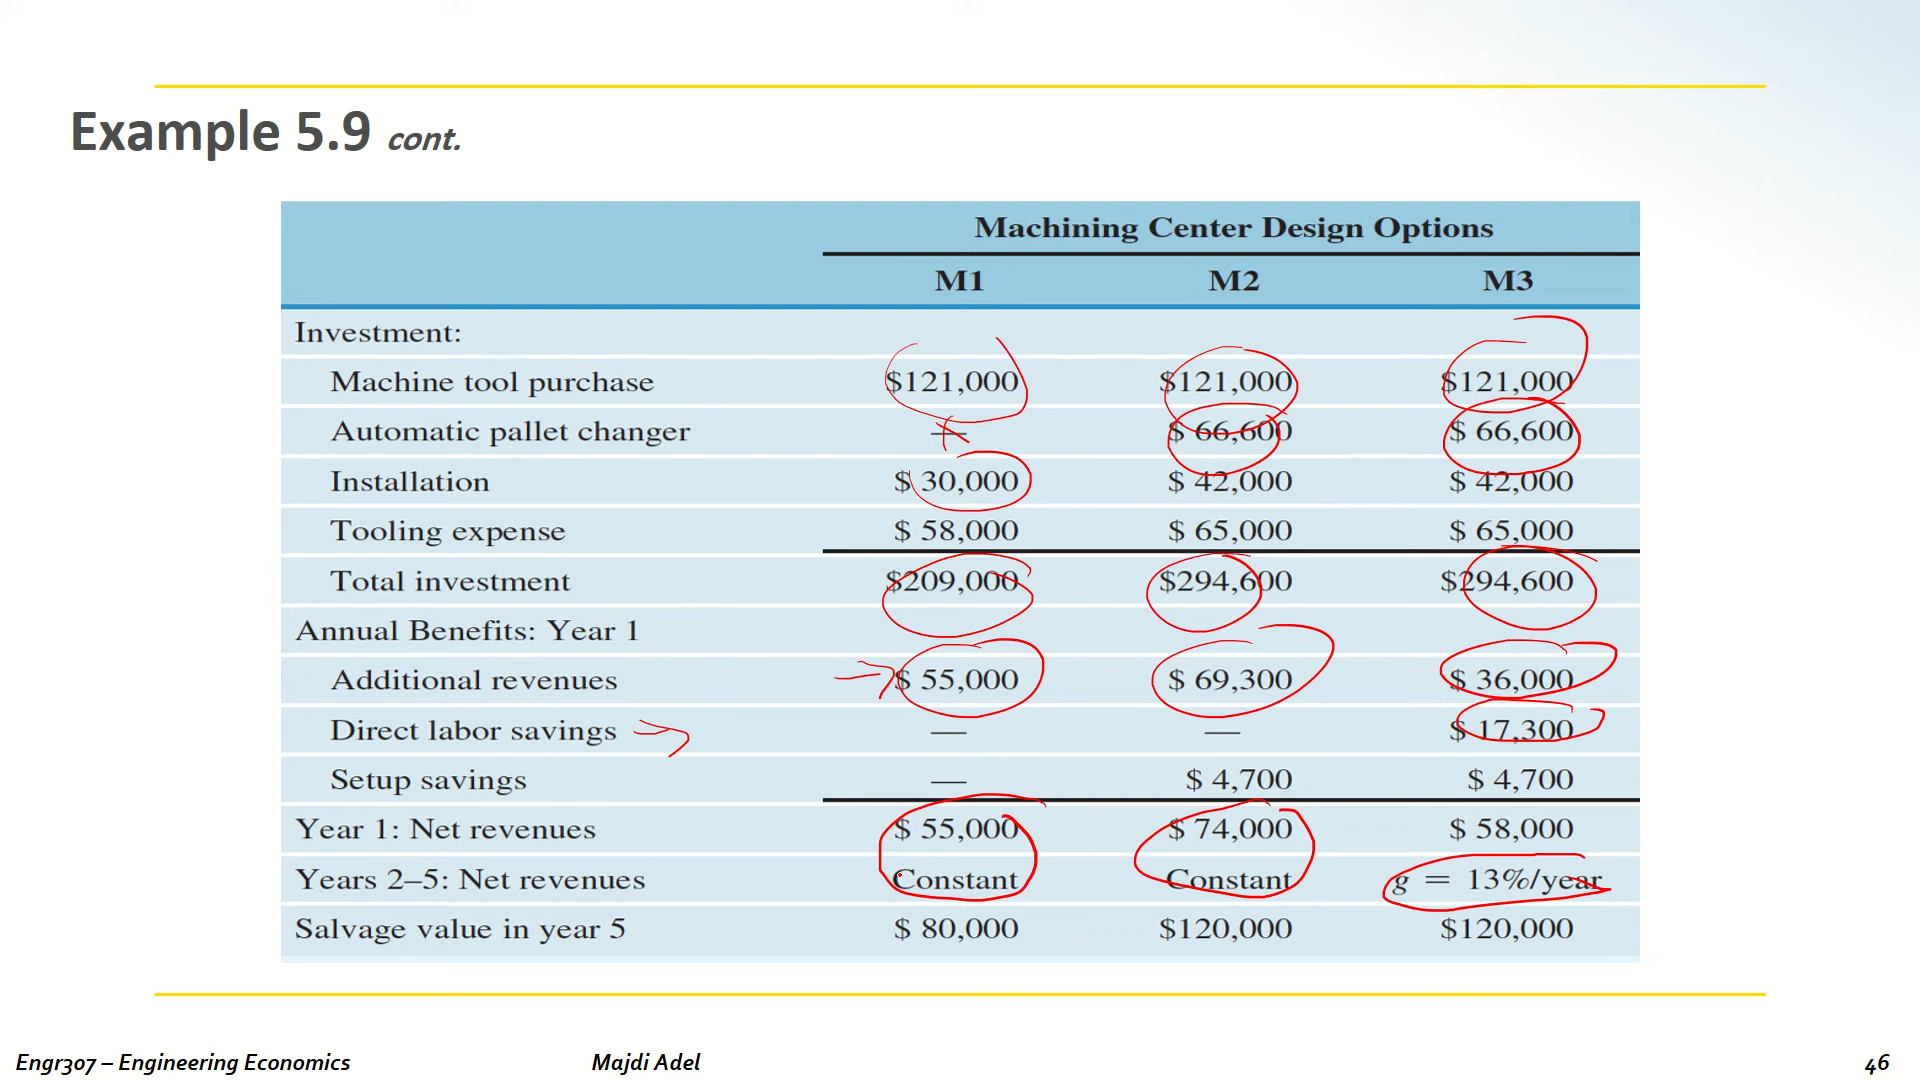 Example 5.9 cont.
Machining Center Design Options
M1 M2 M3
Investment:
Machine tool purchase $121,000 $121,000 $121,000
Automatic pallet changer — $ 66,600 $ 66,600
Installation $ 30,000 $ 42,000 $ 42,000
Tooling expense $ 58,000 $ 65,000 $ 65,000
Total investment $209,000 $294,600 $294,600
Annual Benefits: Year 1
Additional revenues $ 55,000 $ 69,300 $ 36,000
Direct labor savings — — $ 17,300
Setup savings — $ 4,700 $ 4,700
Year 1: Net revenues $ 55,000 $ 74,000 $ 58,000
Years 2–5: Net revenues Constant Constant g = 13%/year
Salvage value in year 5 $ 80,000 $120,000 $120,000
Engr307 – Engineering Economics Majdi Adel 46